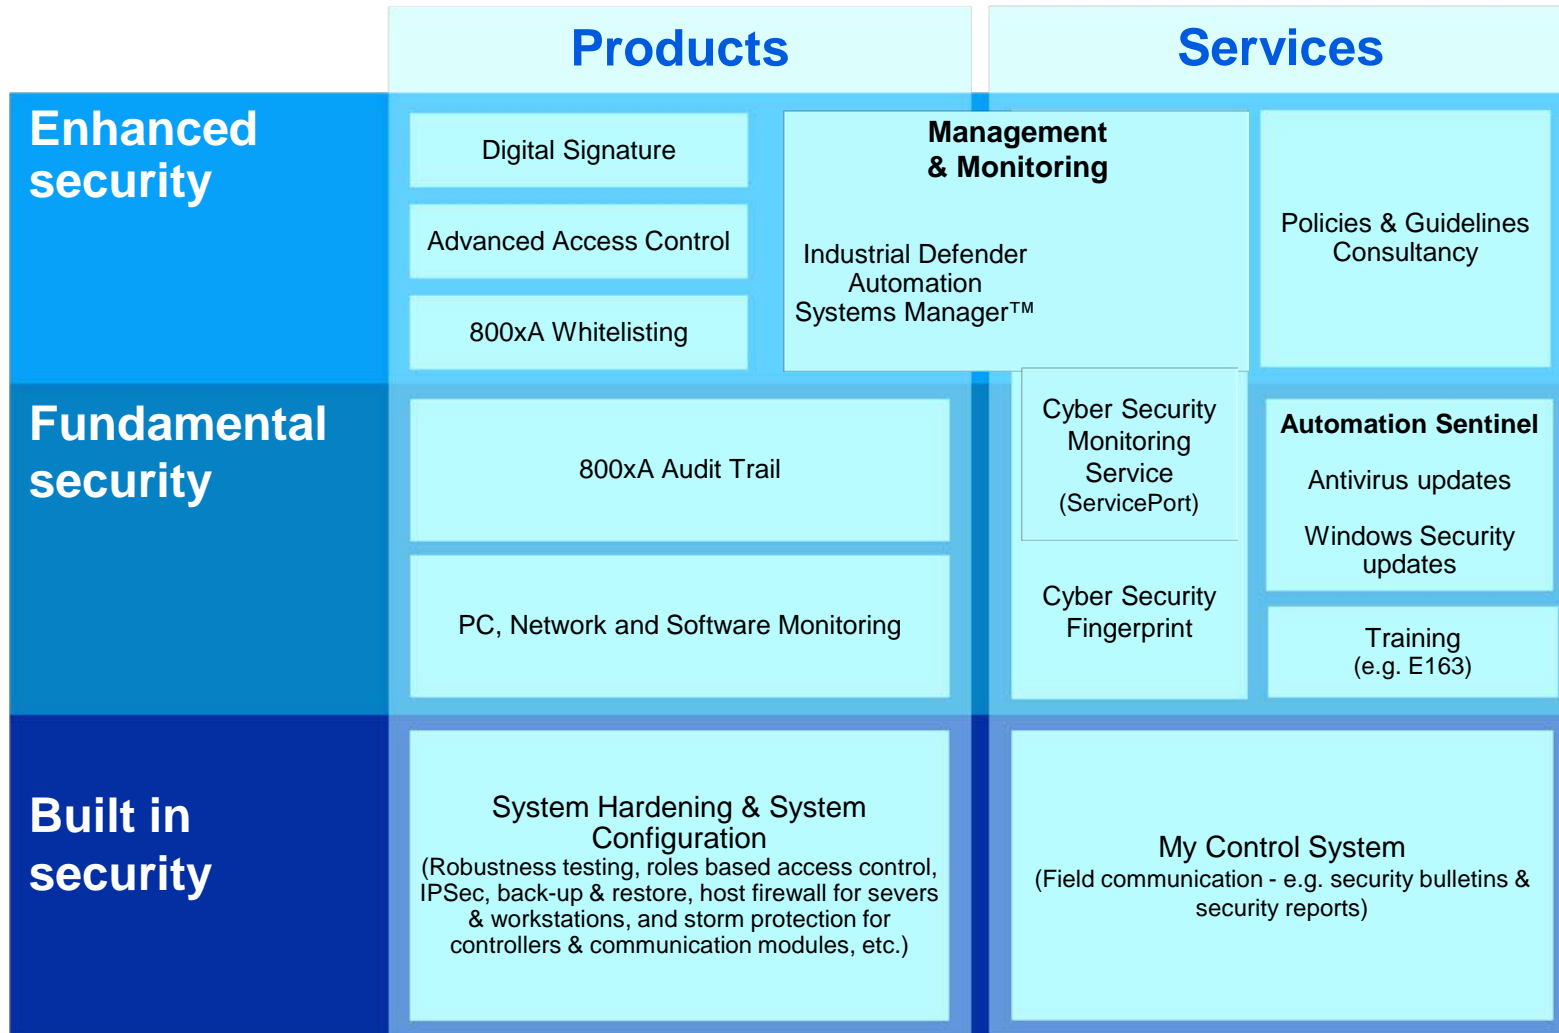 Products
Services
Enhanced
security
Digital Signature
Advanced Access Control
800xA Whitelisting
Management
& Monitoring
Industrial Defender
Automation
Systems Manager™
Policies & Guidelines
Consultancy
Fundamental
security
800xA Audit Trail
PC, Network and Software Monitoring
Cyber Security
Monitoring
Service
(ServicePort)
Cyber Security
Fingerprint
Automation Sentinel
Antivirus updates
Windows Security
updates
Training
(e.g. E163)
Built in
security
System Hardening & System
Configuration
(Robustness testing, roles based access control,
IPSec, back-up & restore, host firewall for severs
& workstations, and storm protection for
controllers & communication modules, etc.)
My Control System
(Field communication - e.g. security bulletins &
security reports)